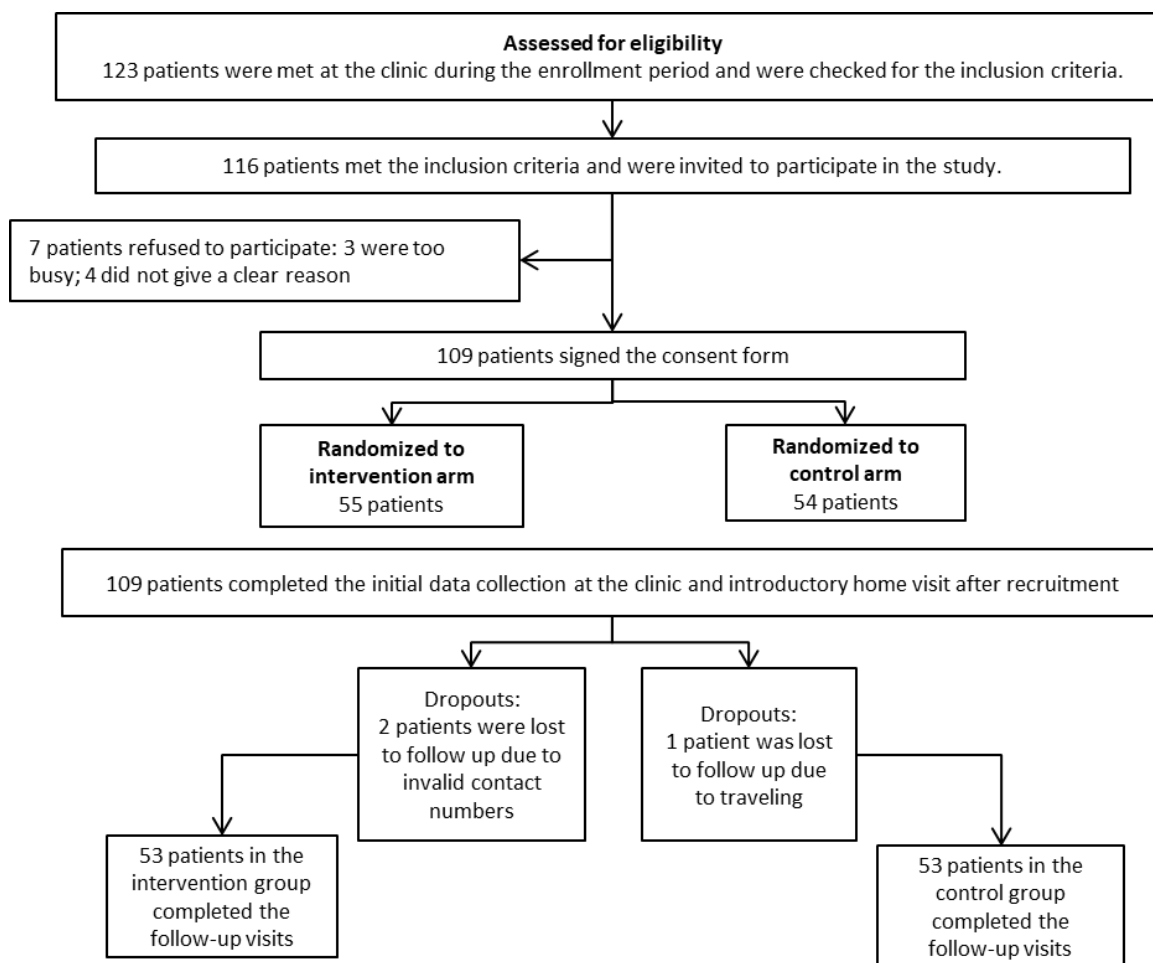 Assessed for eligibility
123 patients were met at the clinic during the enrollment period and were checked for the inclusion criteria.
116 patients met the inclusion criteria and were invited to participate in the study.
7 patients refused to participate: 3 were too
busy; 4 did not give a clear reason
109 patients signed the consent form
Randomized to
intervention arm
55 patients
Randomized to
control arm
54 patients
109 patients completed the initial data collection at the clinic and introductory home visit after recruitment
Dropouts:
2 patients were lost
to follow up due to
invalid contact
numbers
Dropouts:
1 patient was lost
to follow up due
to traveling
53 patients in the
intervention group
completed the
follow-up visits
53 patients in the
control group
completed the
follow-up visits